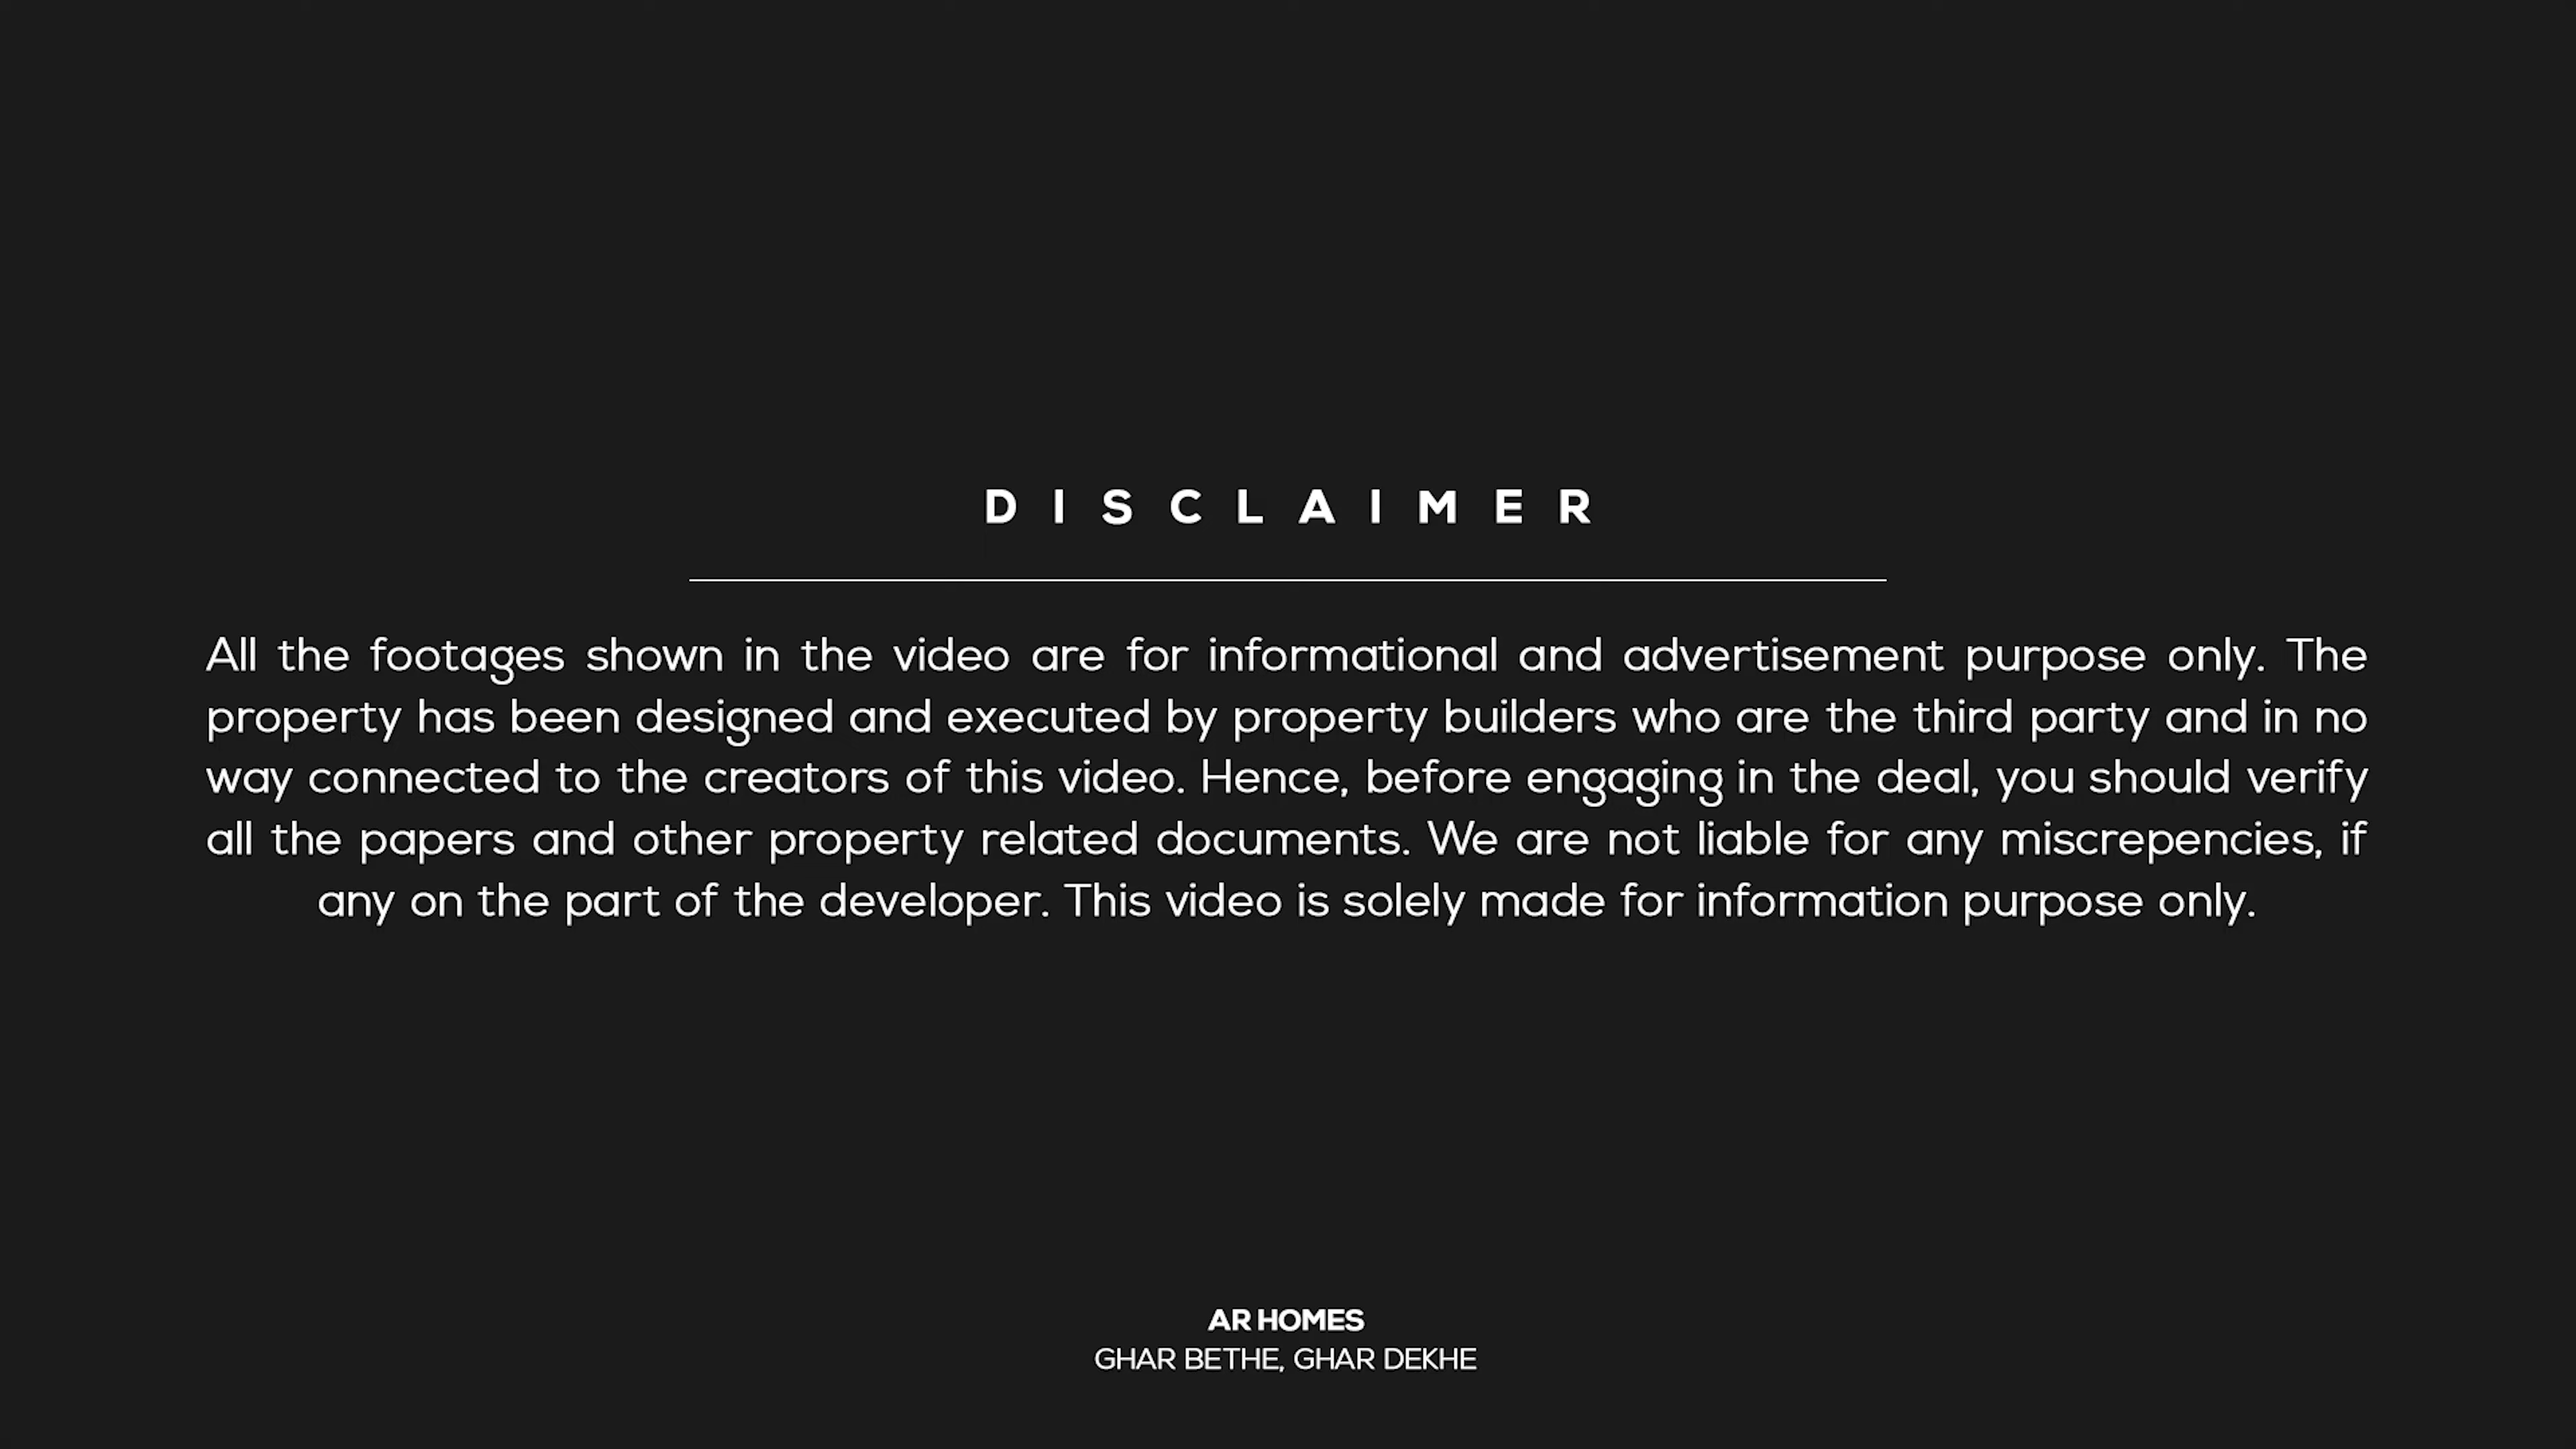 DISCLAIMER
All the footages shown in the video are for informational and advertisement purpose only. The
property has been designed and executed by property builders who are the third party and in no
way connected to the creators of this video. Hence, before engaging in the deal, you should verify
all the papers and other property related documents. We are not liable for any miscrepencies, if
any on the part of the developer. This video is solely made for information purpose only.
AR HOMES
GHAR BETHE, GHAR DEKHE